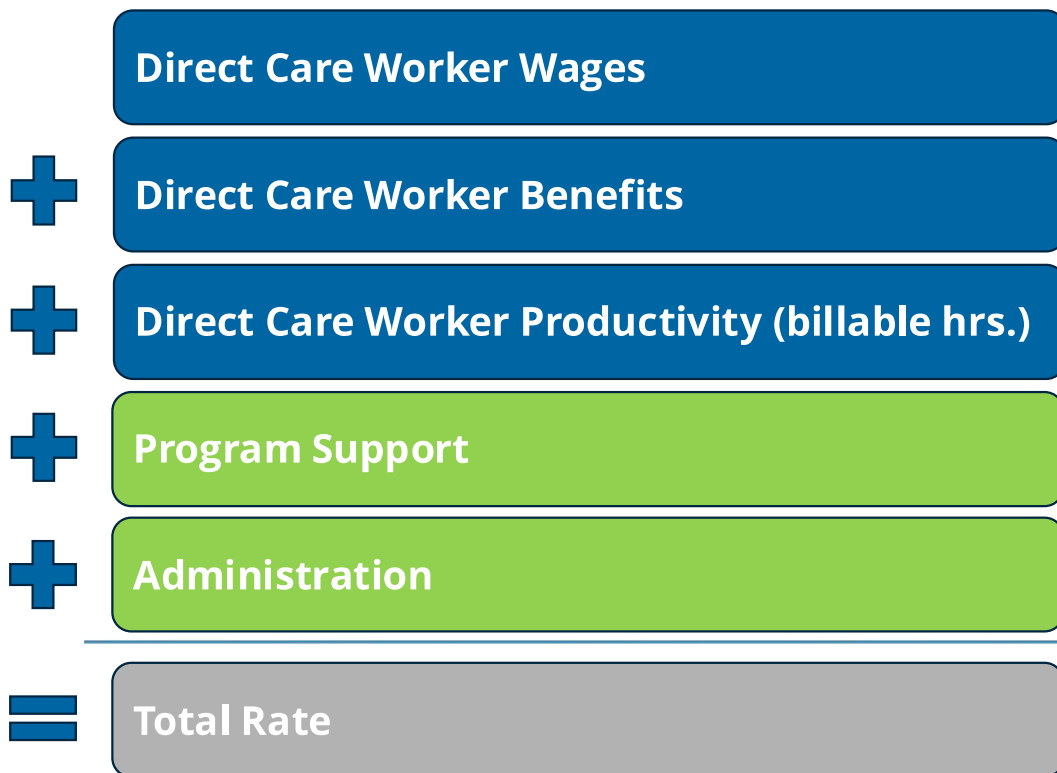 Direct Care Worker Wages
Direct Care Worker Benefits
Direct Care Worker Productivity (billable hrs.)
Program Support
Administration
Total Rate